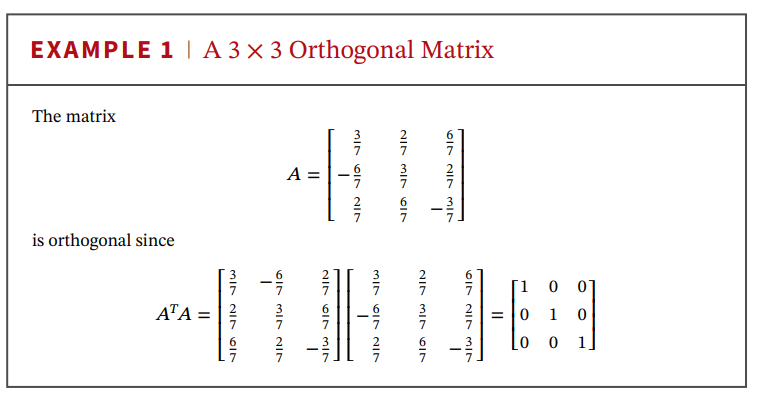 EXAMPLE 1 | A 3 × 3 Orthogonal Matrix
The matrix
A = [ 3/7 2/7 6/7 ; −6/7 3/7 2/7 ; 2/7 6/7 −3/7 ]
is orthogonal since
AᵀA = [ 3/7 −6/7 2/7 ; 2/7 3/7 6/7 ; 6/7 2/7 −3/7 ] [ 3/7 2/7 6/7 ; −6/7 3/7 2/7 ; 2/7 6/7 −3/7 ] = [ 1 0 0 ; 0 1 0 ; 0 0 1 ]